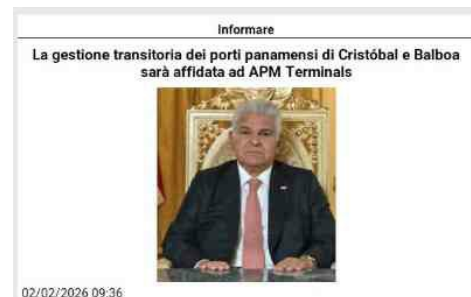 Informare
La gestione transitoria dei porti panamensi di Cristóbal e Balboa
sarà affidata ad APM Terminals
02/02/2026 09:36